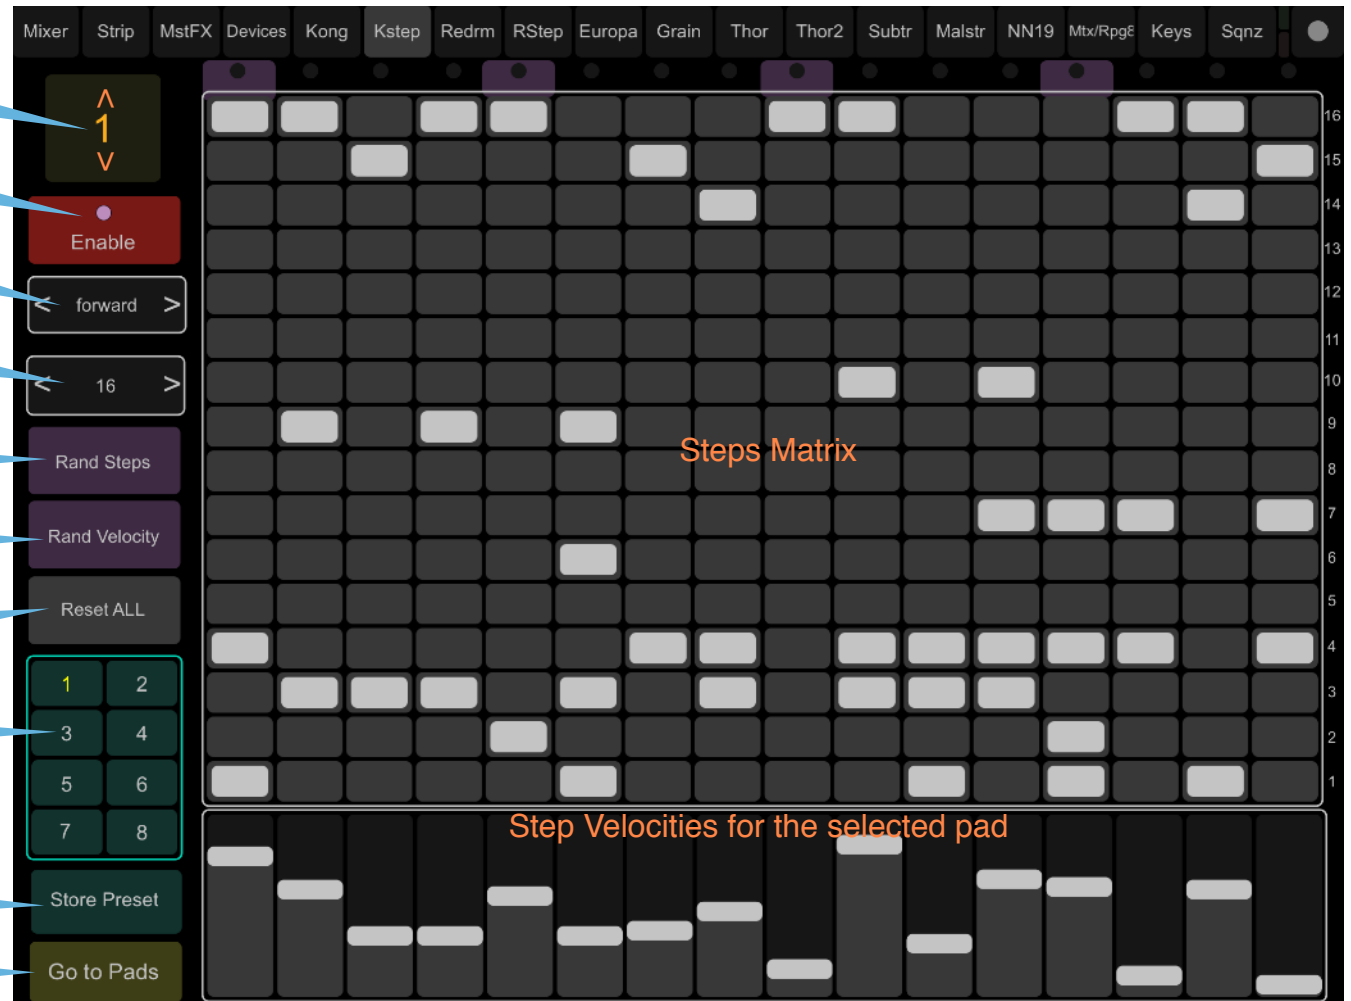 Mixer Strip MstFX Devices Kong Kstep Redrm RStep Europa Grain Thor Thor2 Subtr Malstr NN19 Mtx/Rpg8 Keys Sqnz
˄
1
˅
Enable
< forward >
< 16 >
Rand Steps
Rand Velocity
Reset ALL
1 2
3 4
5 6
7 8
Store Preset
Go to Pads
16
15
14
13
12
11
10
9
Steps Matrix
8
7
6
5
4
3
2
1
Step Velocities for the selected pad